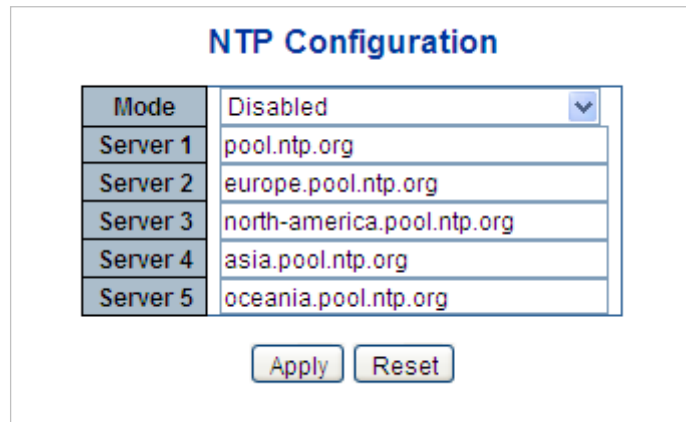 NTP Configuration
Mode Disabled
Server 1 pool.ntp.org
Server 2 europe.pool.ntp.org
Server 3 north-america.pool.ntp.org
Server 4 asia.pool.ntp.org
Server 5 oceania.pool.ntp.org
Apply Reset